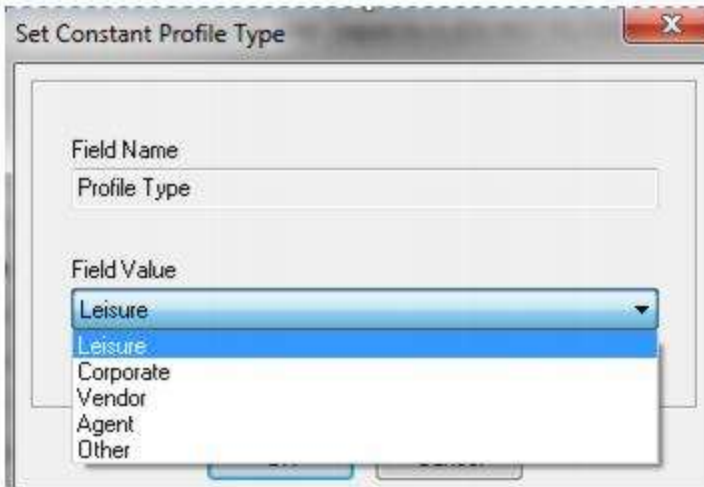 Set Constant Profile Type
Field Name
Profile Type
Field Value
Leisure
Leisure
Corporate
Vendor
Agent
Other